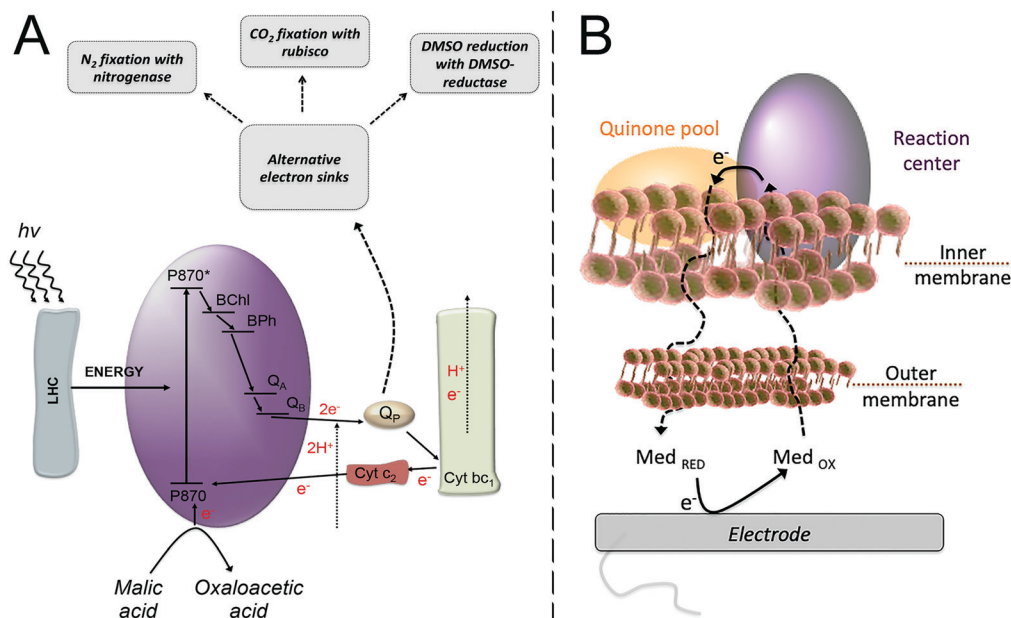 A
N2 fixation with
nitrogenase
CO2 fixation with
rubisco
DMSO reduction
with DMSO-
reductase
Alternative
electron sinks
hv
LHC
ENERGY
P870*
BChl
BPh
QA
QB
2e-
2H+
QP
H+
e-
Cyt bc1
e-
Cyt c2
e-
P870
e-
Malic
acid
Oxaloacetic
acid
B
Quinone pool
e-
Reaction
center
Inner
membrane
Outer
membrane
Med RED
Med OX
e-
Electrode